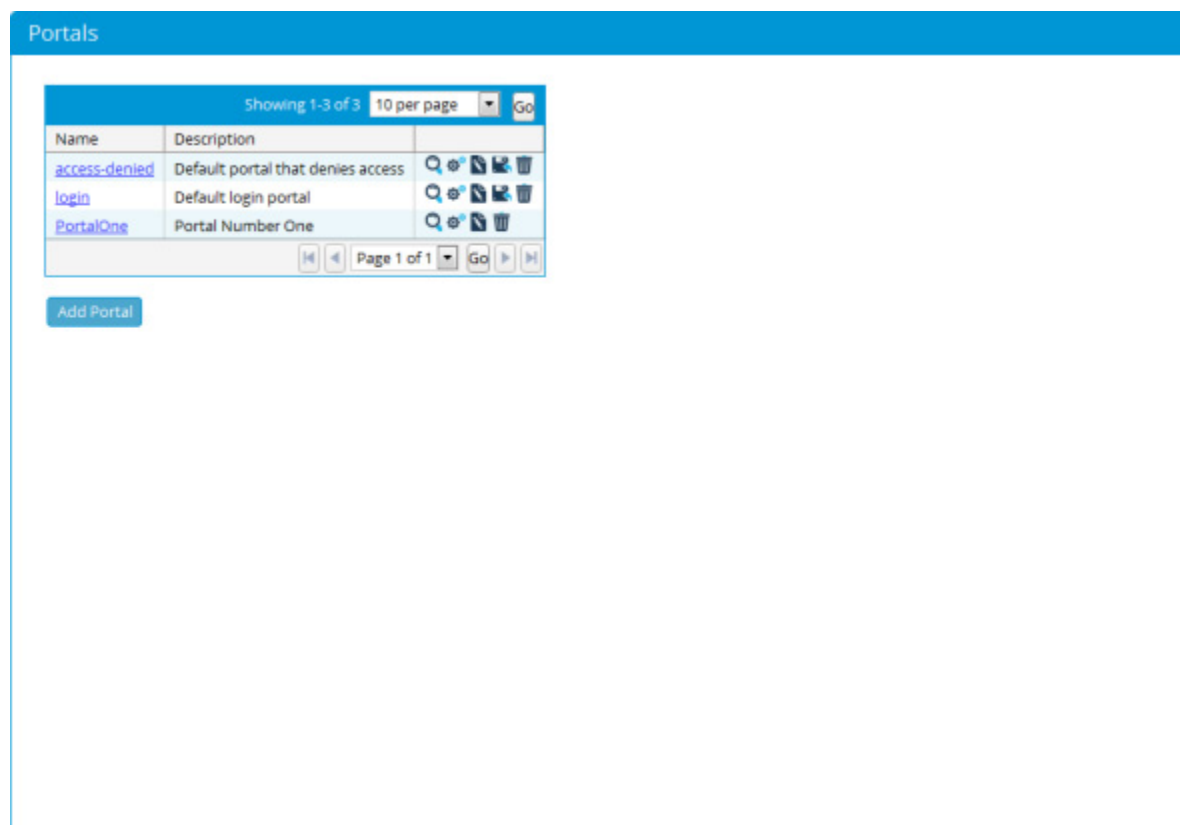 Portals
Showing 1-3 of 3 10 per page Go
Name Description
access-denied Default portal that denies access
login Default login portal
PortalOne Portal Number One
Page 1 of 1 Go
Add Portal